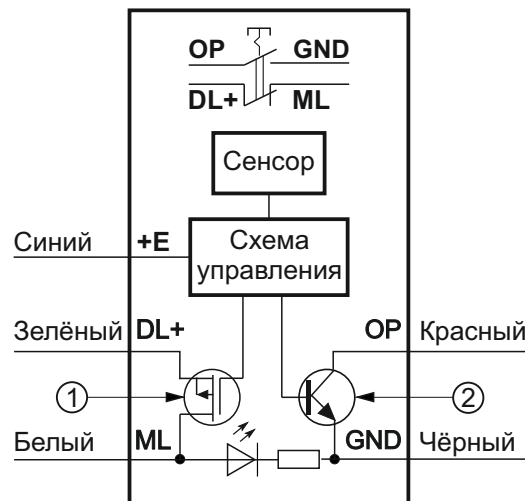 OP GND
DL+ ML
Сенсор
Синий +E Схема
управления
Зелёный DL+ OP Красный
1 2
Белый ML GND Чёрный